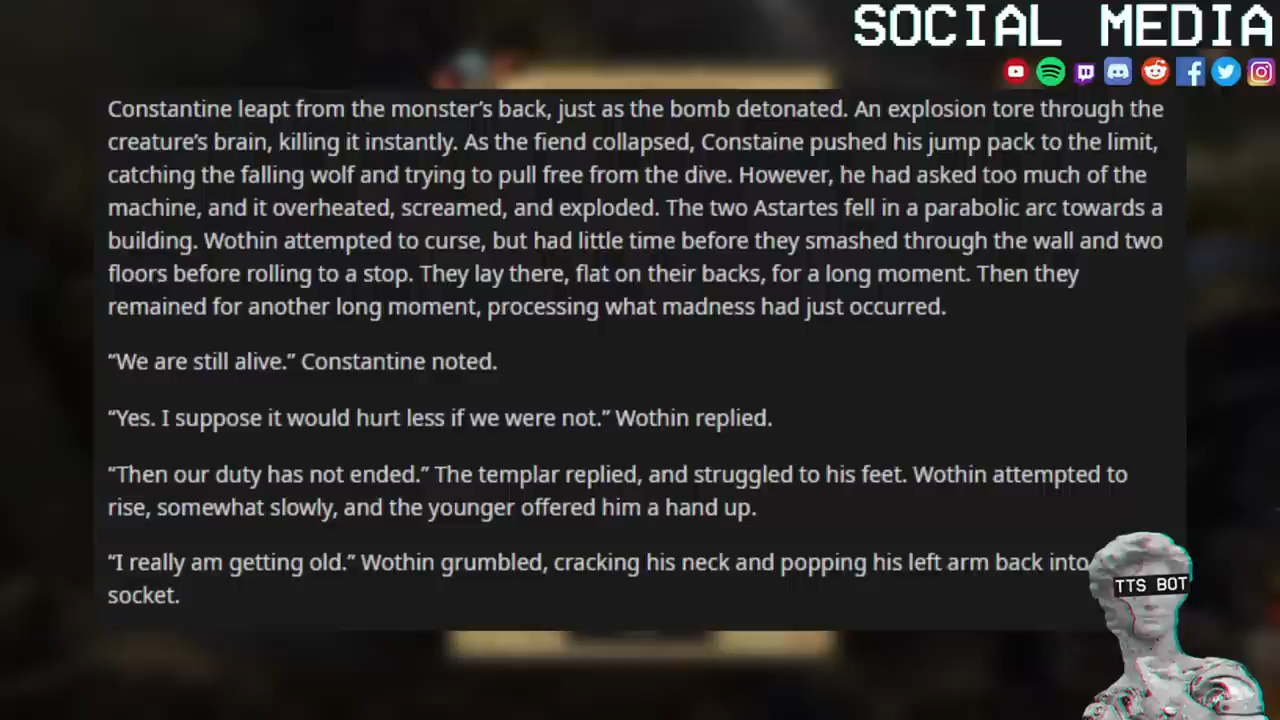 SOCIAL MEDIA
Constantine leapt from the monster’s back, just as the bomb detonated. An explosion tore through the
creature’s brain, killing it instantly. As the fiend collapsed, Constaine pushed his jump pack to the limit,
catching the falling wolf and trying to pull free from the dive. However, he had asked too much of the
machine, and it overheated, screamed, and exploded. The two Astartes fell in a parabolic arc towards a
building. Wothin attempted to curse, but had little time before they smashed through the wall and two
floors before rolling to a stop. They lay there, flat on their backs, for a long moment. Then they
remained for another long moment, processing what madness had just occurred.
“We are still alive.” Constantine noted.
“Yes. I suppose it would hurt less if we were not.” Wothin replied.
“Then our duty has not ended.” The templar replied, and struggled to his feet. Wothin attempted to
rise, somewhat slowly, and the younger offered him a hand up.
“I really am getting old.” Wothin grumbled, cracking his neck and popping his left arm back into
socket.
TTS BOT